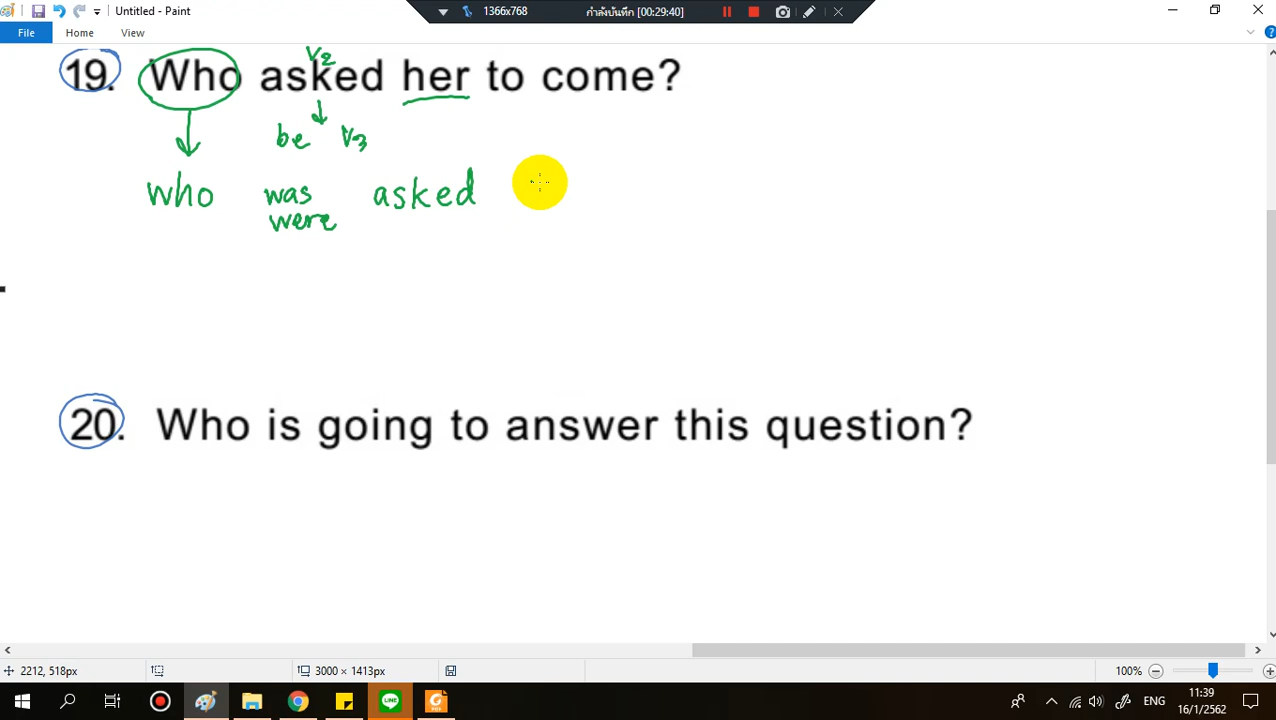 Untitled - Paint
1366x768
กำลังบันทึก [00:29:40]
File
Home
View
V2
19. Who asked her to come?
be V3
who was asked
were
20. Who is going to answer this question?
2212, 518px
3000 × 1413px
100%
PDF
LINE
ENG
11:39
16/1/2562